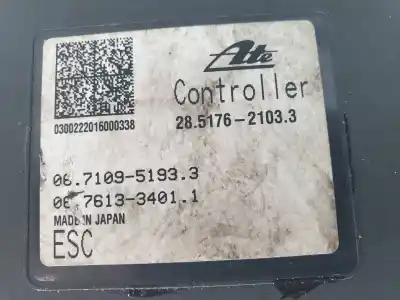 Ate
Controller
0300222016000338
28.5176-2103.3
06.7109-5193.3
06.7613-3401.1
MADE IN JAPAN
ESC